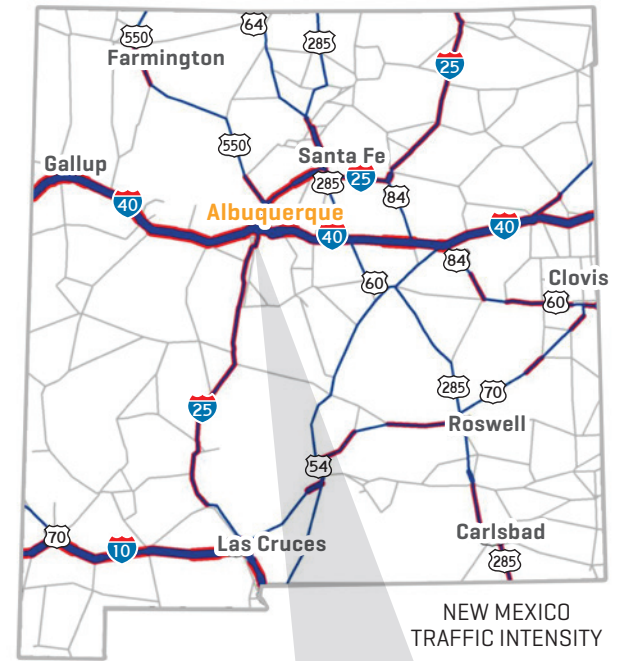 64
550
285
Farmington
25
550
Santa Fe
Gallup
285
25
84
40
Albuquerque
40
40
84
60
Clovis
60
285
70
25
Roswell
54
Carlsbad
70
10
Las Cruces
285
NEW MEXICO
TRAFFIC INTENSITY